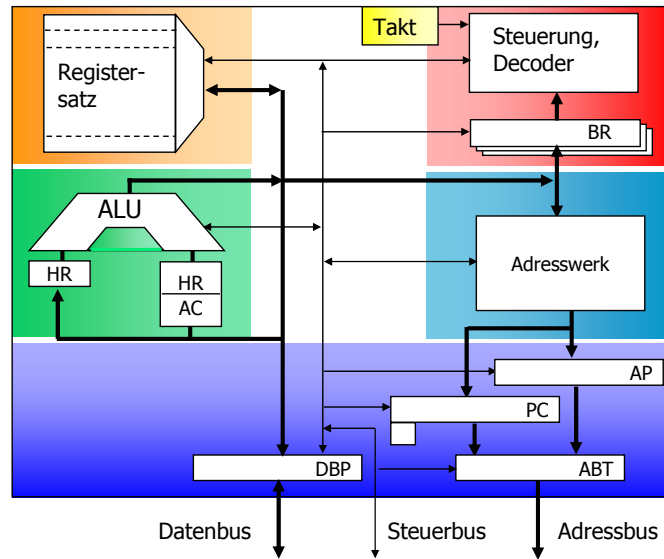 Takt
Steuerung,
Decoder
Register-
satz
BR
ALU
HR
HR
AC
Adresswerk
AP
PC
DBP
ABT
Datenbus
Steuerbus
Adressbus